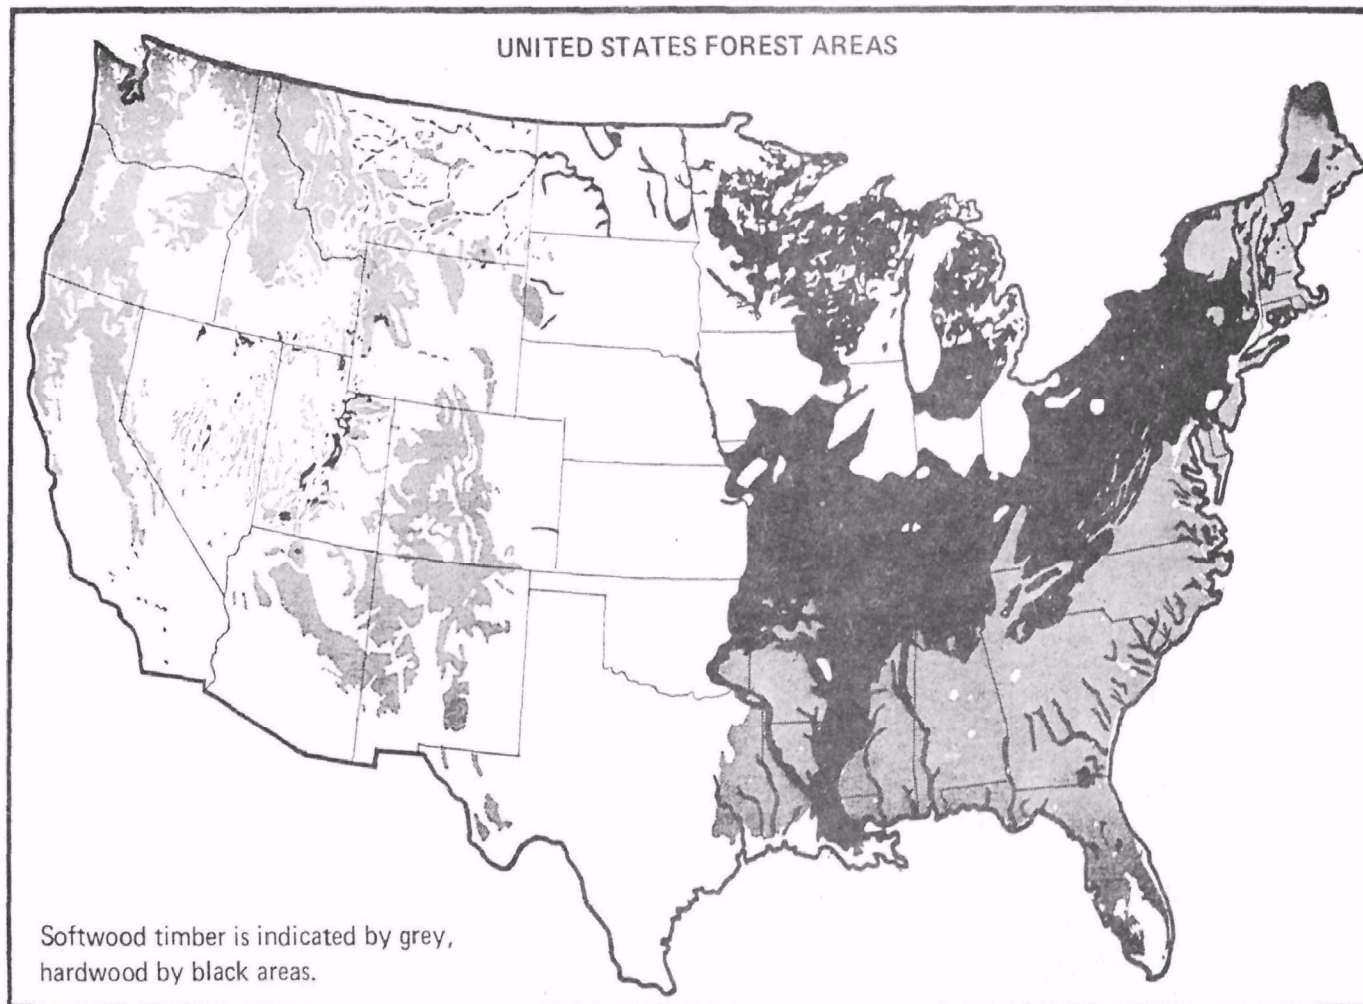 UNITED STATES FOREST AREAS
Softwood timber is indicated by grey,
hardwood by black areas.